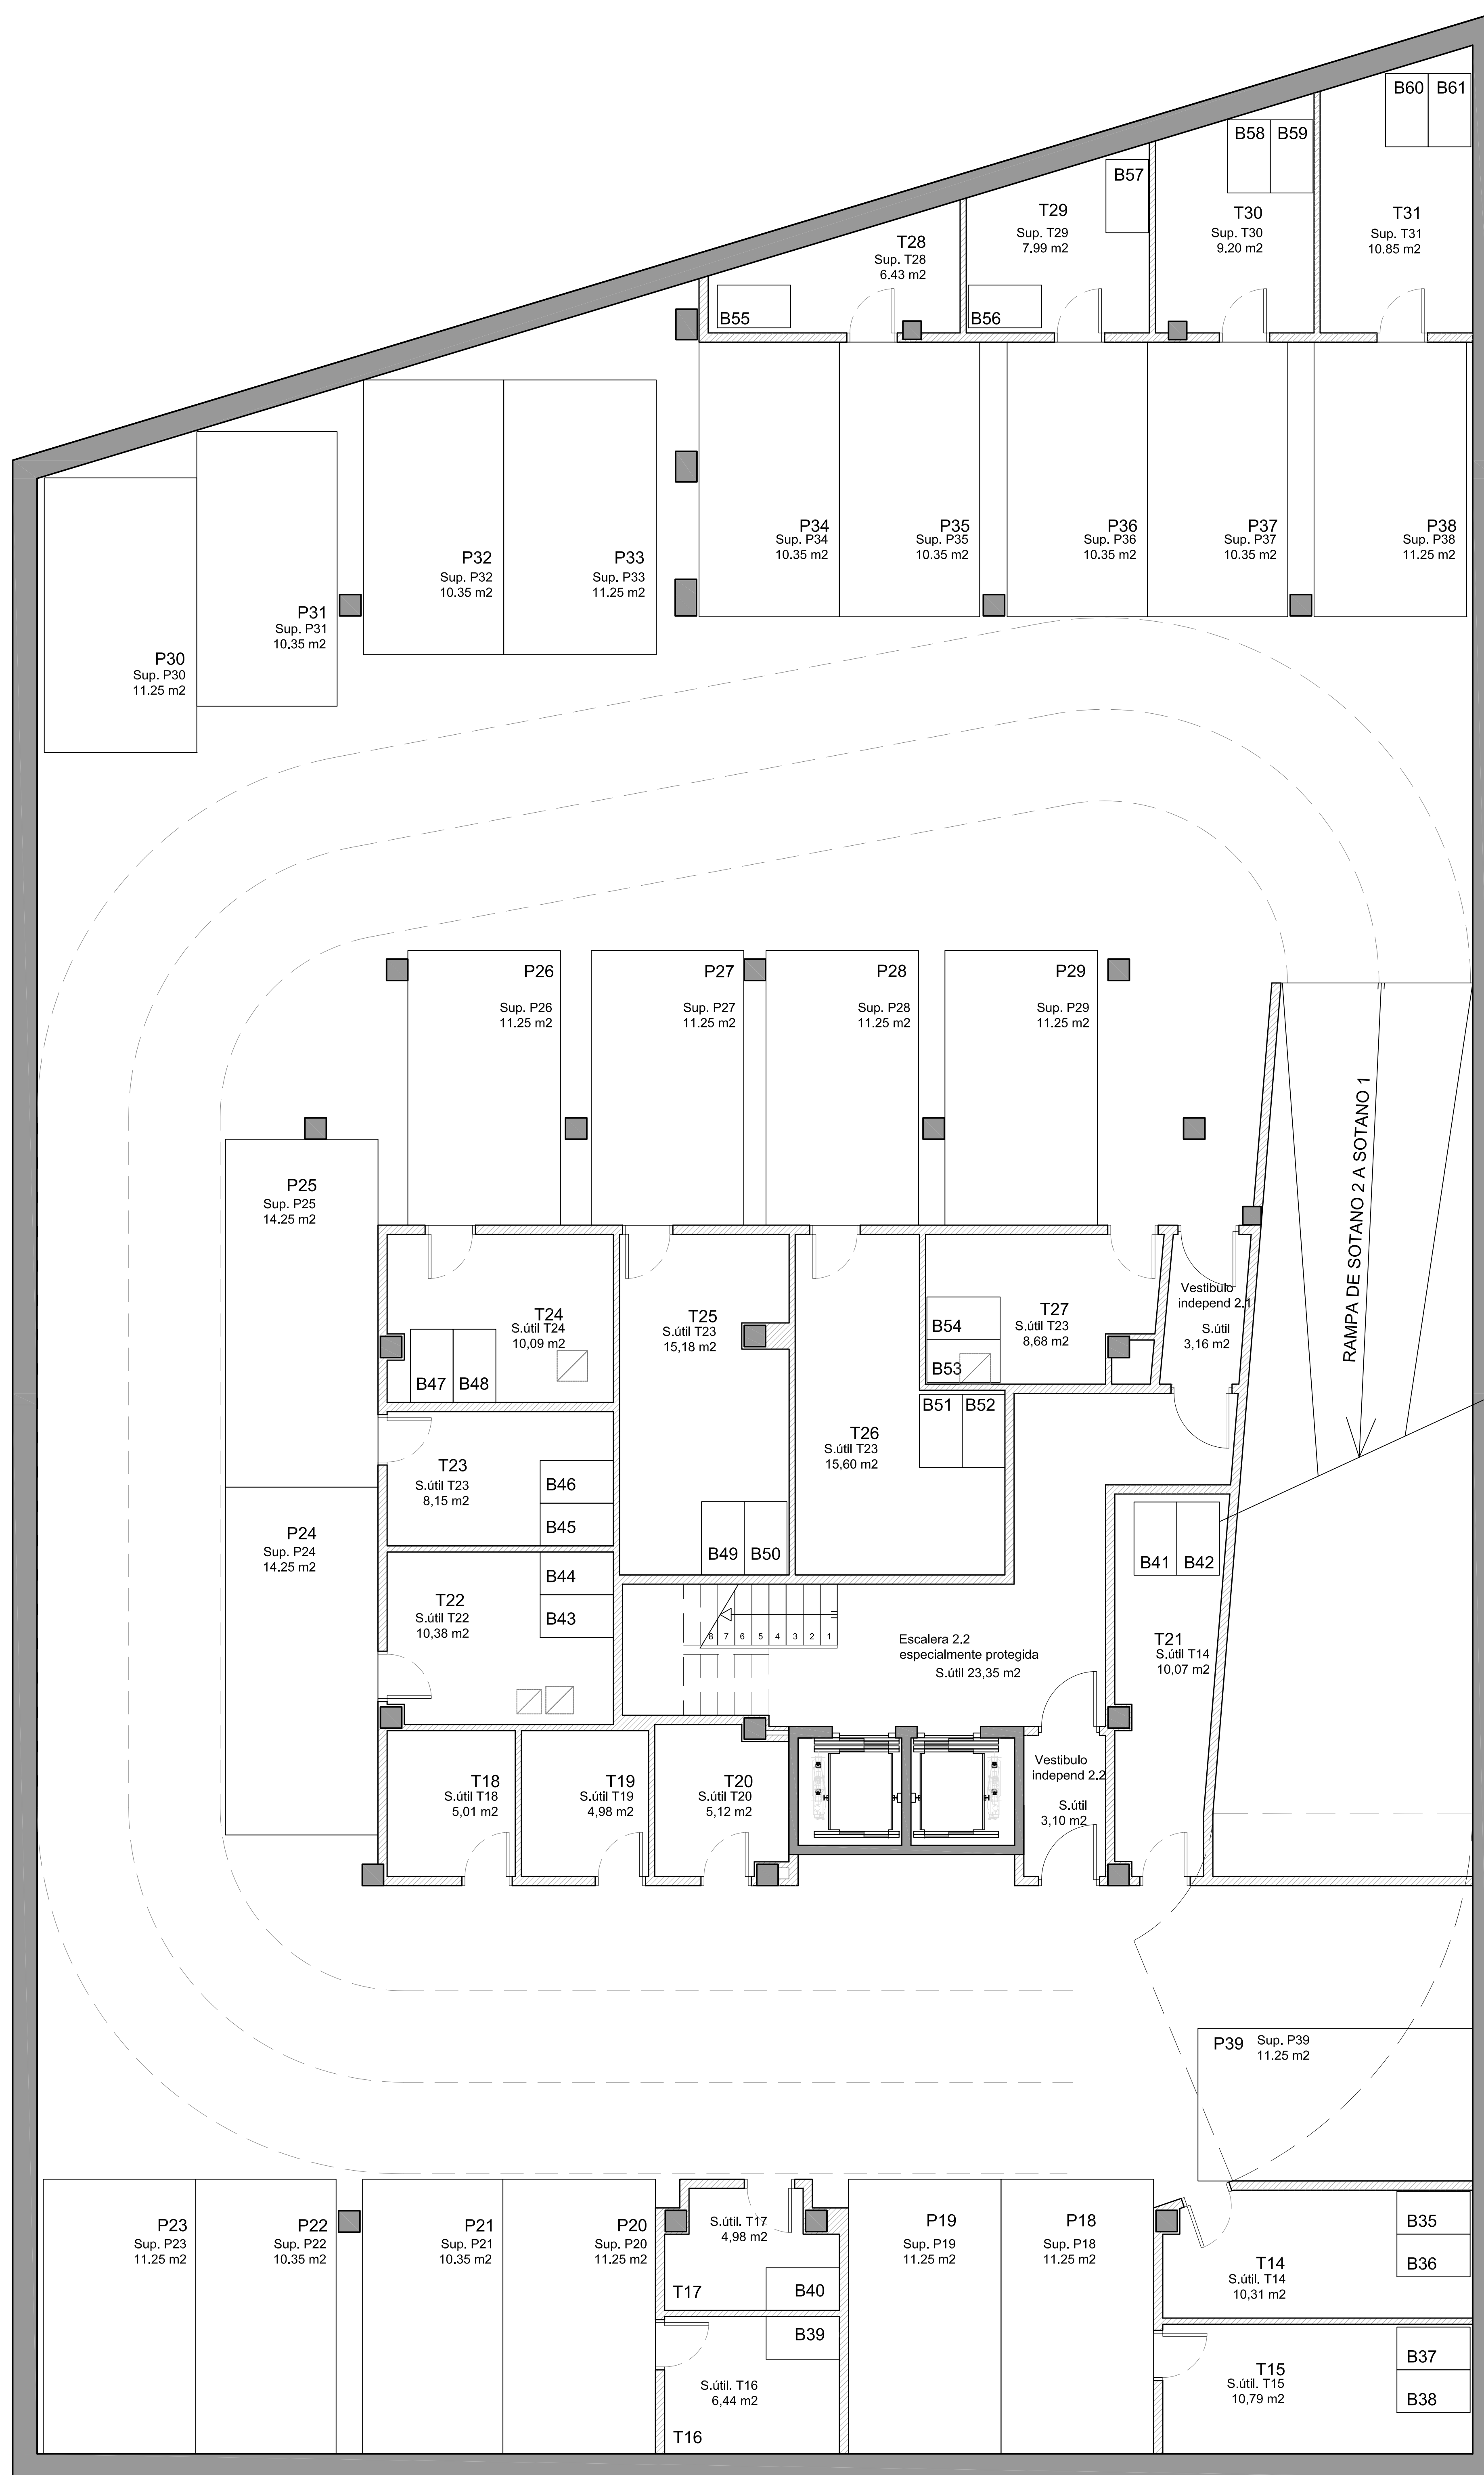 B60 B61
B58 B59
B57
T31
Sup. T31
10.85 m2
T30
Sup. T30
9.20 m2
T29
Sup. T29
7.99 m2
T28
Sup. T28
6.43 m2
B55
B56
P34
Sup. P34
10.35 m2
P35
Sup. P35
10.35 m2
P36
Sup. P36
10.35 m2
P37
Sup. P37
10.35 m2
P38
Sup. P38
11.25 m2
P32
Sup. P32
10.35 m2
P33
Sup. P33
11.25 m2
P31
Sup. P31
10.35 m2
P30
Sup. P30
11.25 m2
P26
Sup. P26
11.25 m2
P27
Sup. P27
11.25 m2
P28
Sup. P28
11.25 m2
P29
Sup. P29
11.25 m2
RAMPA DE SOTANO 2 A SOTANO 1
P25
Sup. P25
14.25 m2
T24
S.útil T24
10,09 m2
B47 B48
T25
S.útil T23
15,18 m2
B54
B53
T27
S.útil T23
8,68 m2
Vestibulo
independ 2.1
S.útil
3,16 m2
B51 B52
T26
S.útil T23
15,60 m2
T23
S.útil T23
8,15 m2
B46
B45
B49 B50
B41 B42
P24
Sup. P24
14.25 m2
T22
S.útil T22
10,38 m2
B44
B43
8 7 6 5 4 3 2 1
Escalera 2.2
especialmente protegida
S.útil 23,35 m2
T21
S.útil T14
10,07 m2
T18
S.útil T18
5,01 m2
T19
S.útil T19
4,98 m2
T20
S.útil T20
5,12 m2
Vestibulo
independ 2.2
S.útil
3,10 m2
P39
Sup. P39
11.25 m2
P23
Sup. P23
11.25 m2
P22
Sup. P22
10.35 m2
P21
Sup. P21
10.35 m2
P20
Sup. P20
11.25 m2
S.útil. T17
4,98 m2
T17
B40
B39
S.útil. T16
6,44 m2
T16
P19
Sup. P19
11.25 m2
P18
Sup. P18
11.25 m2
B35
B36
T14
S.útil. T14
10,31 m2
B37
B38
T15
S.útil. T15
10,79 m2